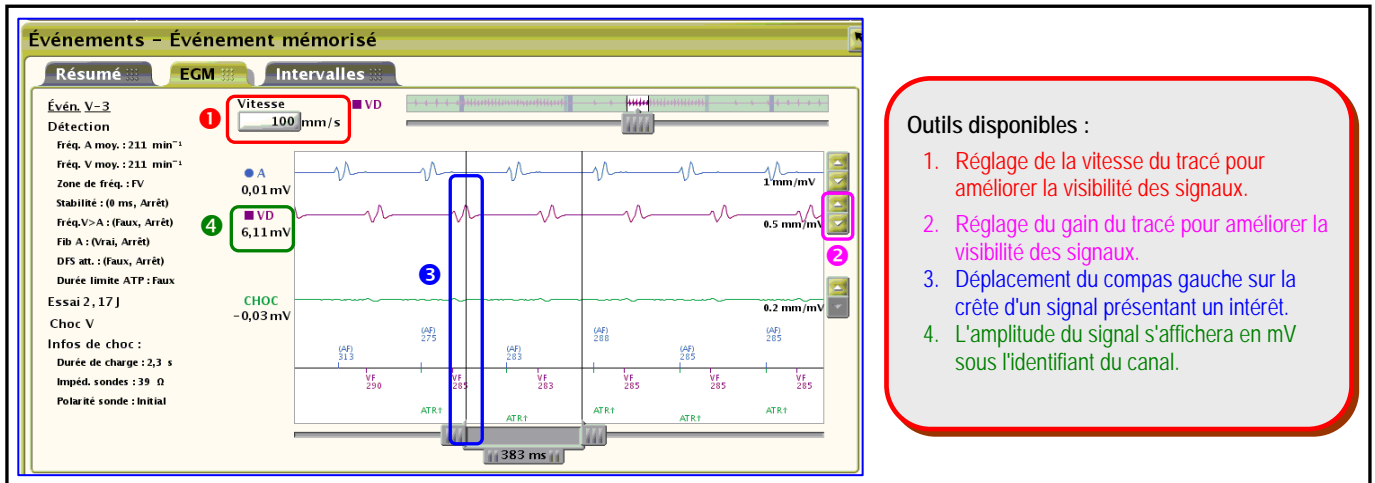 Événements - Événement mémorisé
Résumé EGM Intervalles
Évén. V-3
Détection
Fréq. A moy. : 211 min⁻¹
Fréq. V moy. : 211 min⁻¹
Zone de fréq. : FV
Stabilité : (0 ms, Arrêt)
Fréq.V>A : (Faux, Arrêt)
Fib A : (Vrai, Arrêt)
DFS att. : (Faux, Arrêt)
Durée limite ATP : Faux
Essai 2, 17 J
Choc V
Infos de choc :
Durée de charge : 2,3 s
Impéd. sondes : 39 Ω
Polarité sonde : Initial
1
Vitesse
100 mm/s
VD
A
0,01 mV
1 mm/mV
4
VD
6,11 mV
0.5 mm/mV
2
3
CHOC
-0,03 mV
0.2 mm/mV
(AF) (AF) (AF)
275 288 285
(AF) (AF) (AF)
313 283 285
VF VF VF VF VF VF
290 285 283 285 285 285
ATR↑ ATR↑ ATR↑ ATR↑ ATR↑
383 ms
Outils disponibles :
1. Réglage de la vitesse du tracé pour
améliorer la visibilité des signaux.
2. Réglage du gain du tracé pour améliorer la
visibilité des signaux.
3. Déplacement du compas gauche sur la
crête d'un signal présentant un intérêt.
4. L'amplitude du signal s'affichera en mV
sous l'identifiant du canal.